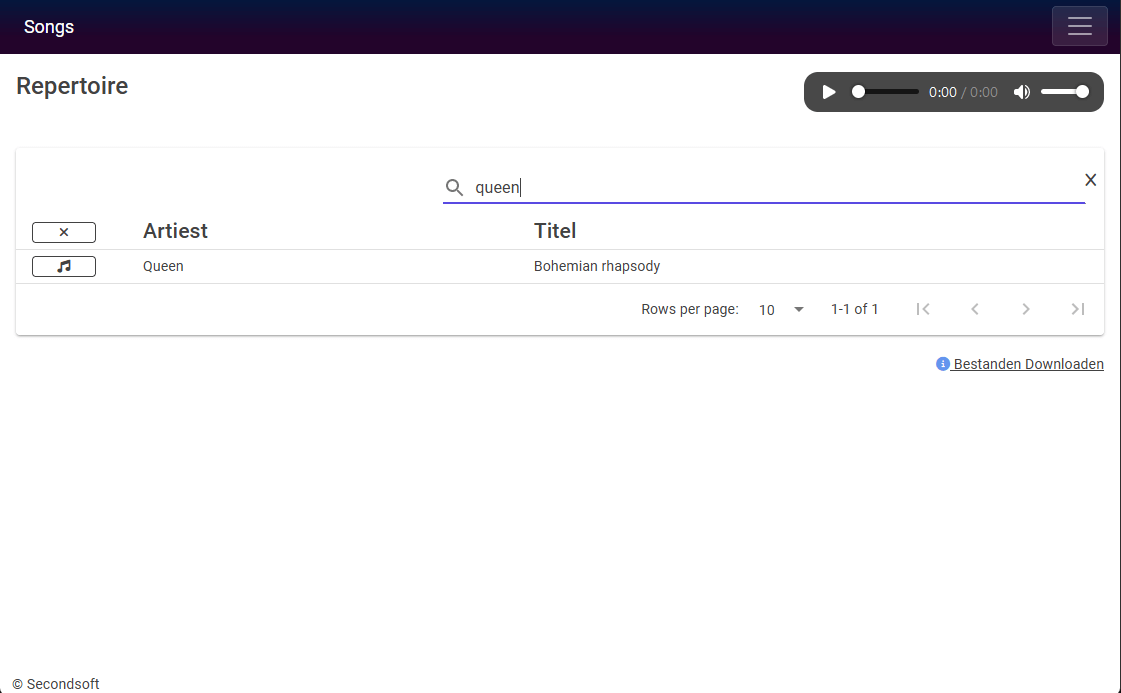 Songs
Repertoire
0:00 / 0:00
queen
X
Artiest Titel
Queen Bohemian rhapsody
Rows per page: 10 1-1 of 1
Bestanden Downloaden
© Secondsoft